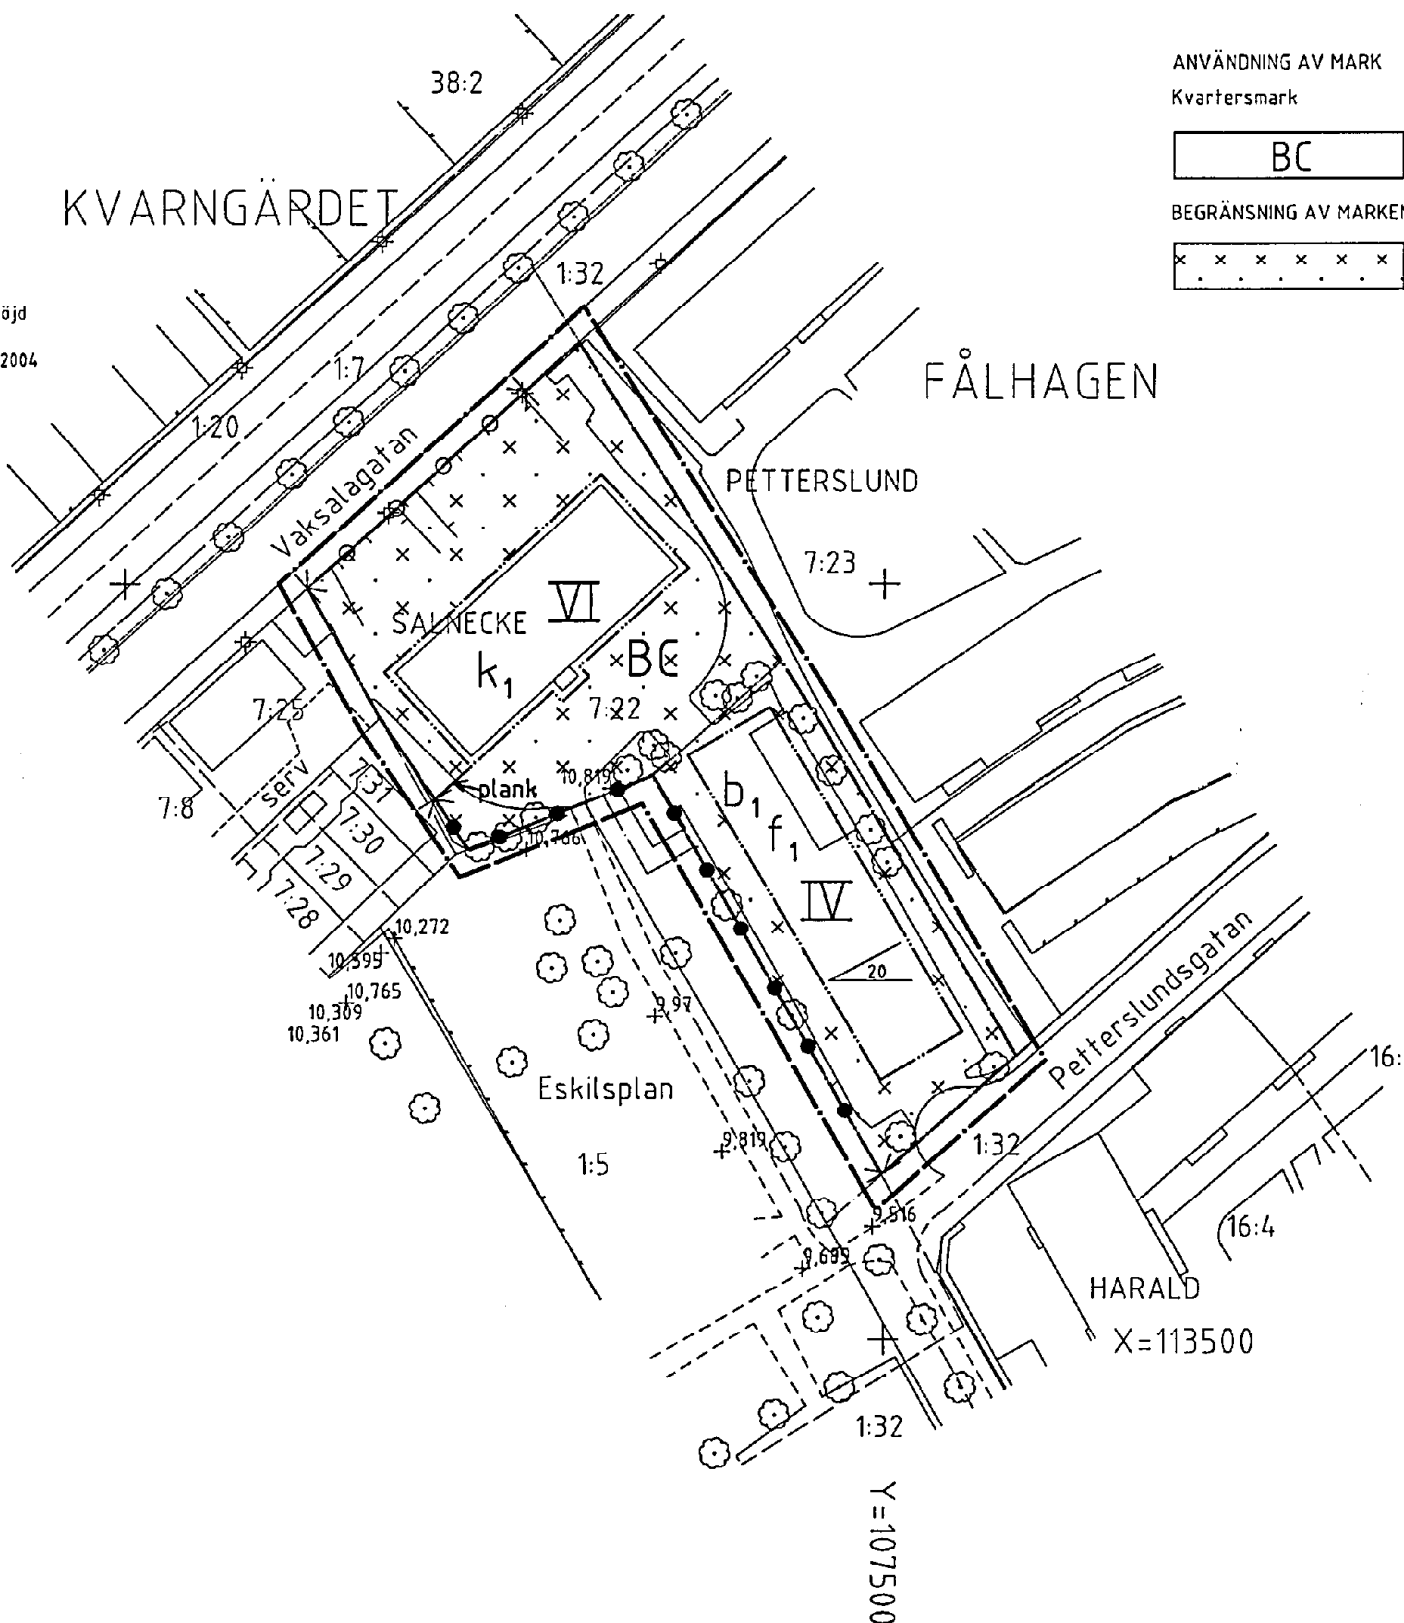 ANVÄNDNING AV MARK
Kvartersmark
BC
BEGRÄNSNING AV MARKEN
38:2
KVARNGÄRDET
1:32
öjd
2004
1:7
1:20
FÅLHAGEN
Vaksalagatan
PETTERSLUND
7:23
VI
SALNECKE
BC
k1
7:22
7:25
serv
7:8
7:31
7:30
7:29
7:28
plank
10,819
10,766
b1
f1
IV
20
10,272
10,595
10,765
10,309
10,361
9,97
Eskilsplan
Petterslundsgatan
16:
1:5
9,819
1:32
9,516
9,689
16:4
HARALD
X=113500
1:32
Y=107500